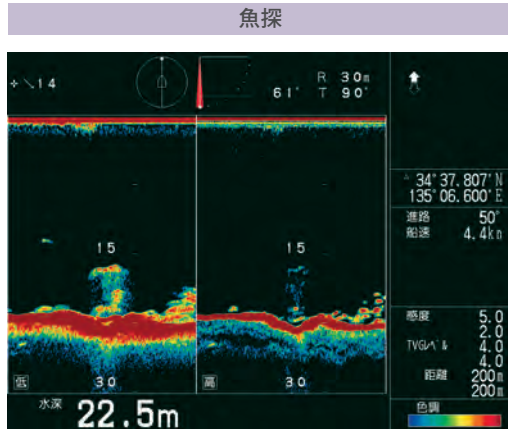 魚探
14
R 30m
61° T 90°
34°37.807'N
135°06.600'E
進路 50°
船速 4.4kn
15
15
感度 5.0
2.0
TVGレベル 4.0
4.0
距離 200m
200m
低
30
高
30
水深 22.5m
色調